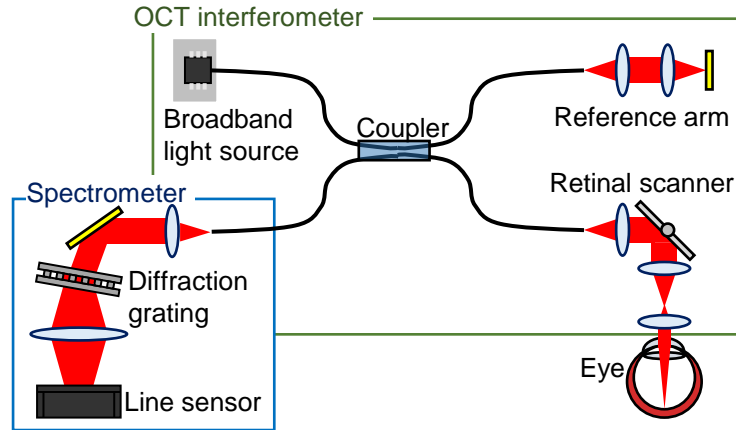 OCT interferometer
Broadband
light source
Coupler
Reference arm
Retinal scanner
Spectrometer
Diffraction
grating
Line sensor
Eye